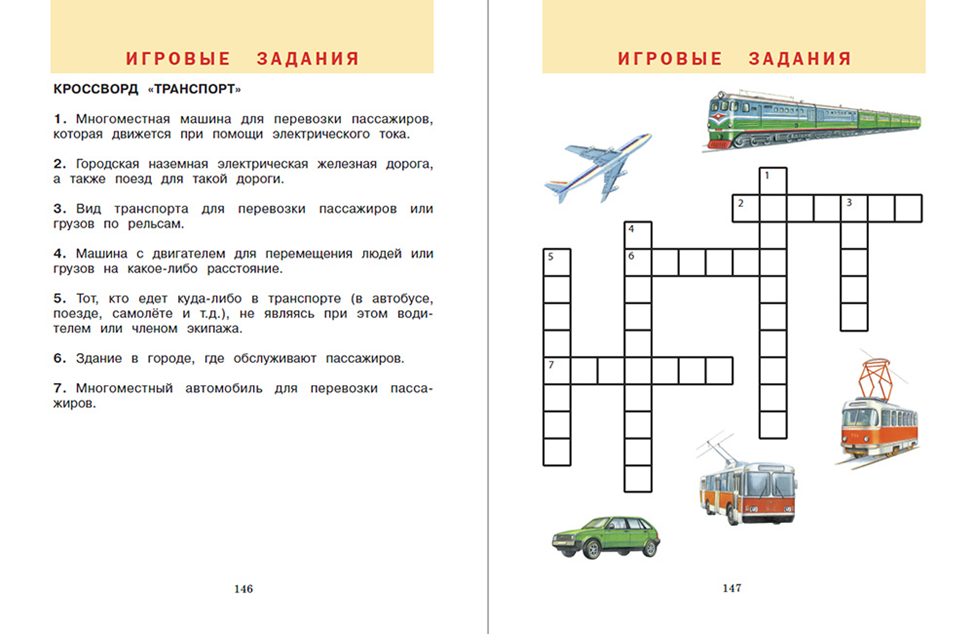 ИГРОВЫЕ ЗАДАНИЯ
КРОССВОРД «ТРАНСПОРТ»
1. Многоместная машина для перевозки пассажиров,
которая движется при помощи электрического тока.
2. Городская наземная электрическая железная дорога,
а также поезд для такой дороги.
3. Вид транспорта для перевозки пассажиров или
грузов по рельсам.
4. Машина с двигателем для перемещения людей или
грузов на какое-либо расстояние.
5. Тот, кто едет куда-либо в транспорте (в автобусе,
поезде, самолёте и т.д.), не являясь при этом води-
телем или членом экипажа.
6. Здание в городе, где обслуживают пассажиров.
7. Многоместный автомобиль для перевозки пасса-
жиров.
146
ИГРОВЫЕ ЗАДАНИЯ
1
2
3
4
5
6
7
147